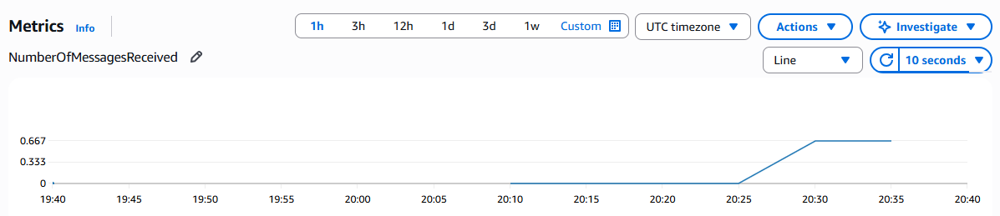 Metrics Info 1h 3h 12h 1d 3d 1w Custom UTC timezone Actions Investigate
NumberOfMessagesReceived Line 10 seconds
0.667
0.333
0
19:40 19:45 19:50 19:55 20:00 20:05 20:10 20:15 20:20 20:25 20:30 20:35 20:40